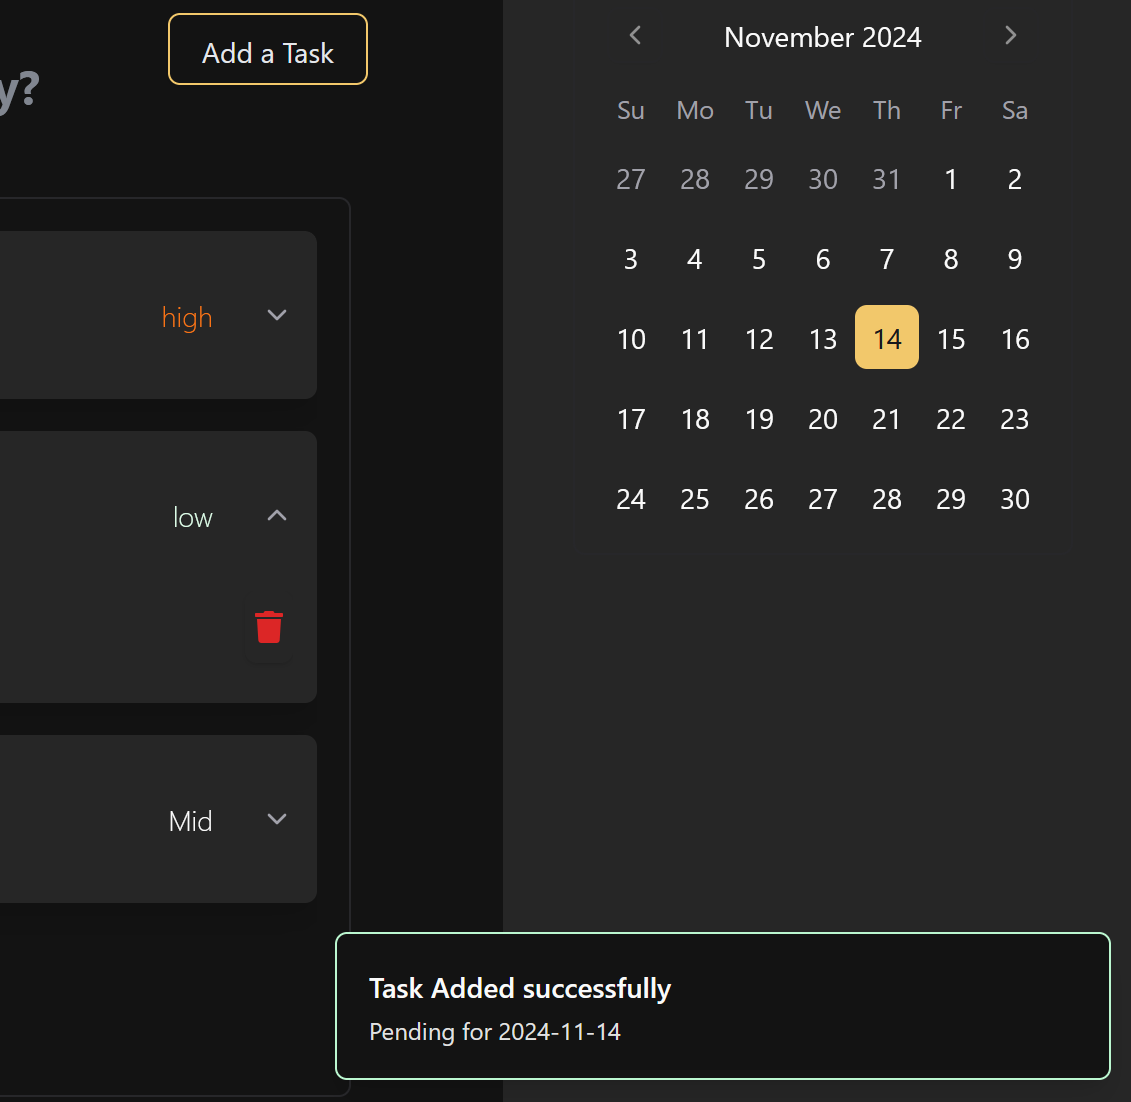 Add a Task
y?
high
low
Mid
November 2024
Su Mo Tu We Th Fr Sa
27 28 29 30 31 1 2
3 4 5 6 7 8 9
10 11 12 13 14 15 16
17 18 19 20 21 22 23
24 25 26 27 28 29 30
Task Added successfully
Pending for 2024-11-14